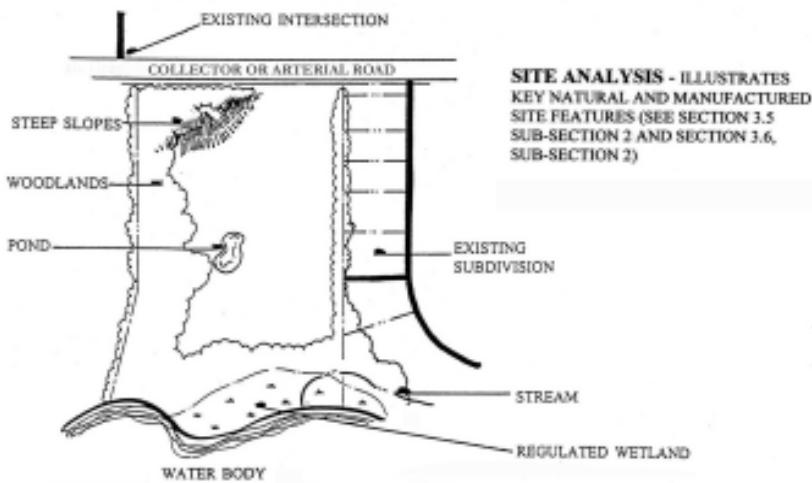 EXISTING INTERSECTION
COLLECTOR OR ARTERIAL ROAD
SITE ANALYSIS - ILLUSTRATES
KEY NATURAL AND MANUFACTURED
SITE FEATURES (SEE SECTION 3.5
SUB-SECTION 2 AND SECTION 3.6,
SUB-SECTION 2)
STEEP SLOPES
WOODLANDS
POND
EXISTING
SUBDIVISION
STREAM
REGULATED WETLAND
WATER BODY